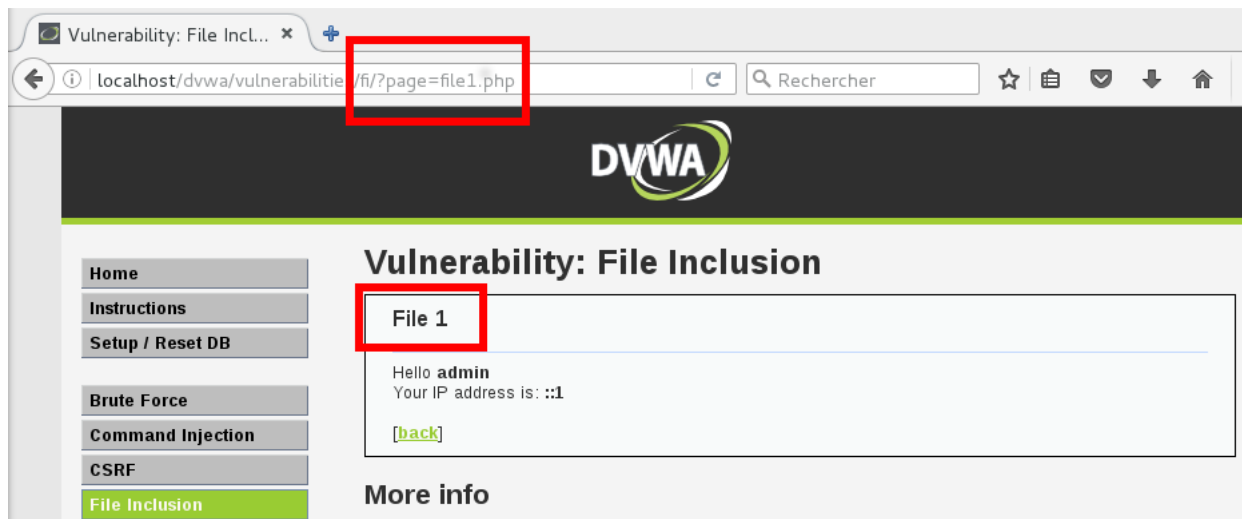 Vulnerability: File Incl...
localhost/dvwa/vulnerabilitie /fi/?page=file1.php
Rechercher
DVWA
Home
Instructions
Setup / Reset DB
Brute Force
Command Injection
CSRF
File Inclusion
Vulnerability: File Inclusion
File 1
Hello admin
Your IP address is: ::1
[back]
More info